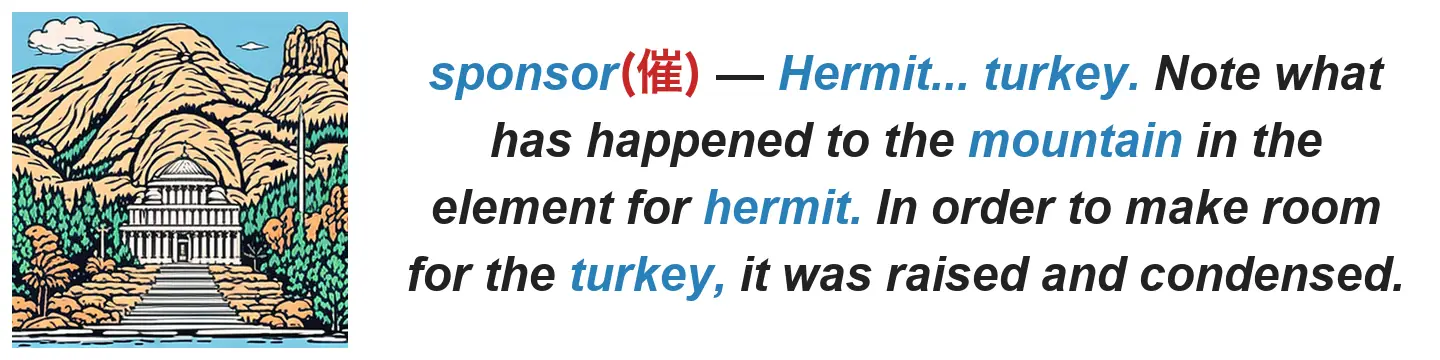 sponsor(催) — Hermit... turkey. Note what
has happened to the mountain in the
element for hermit. In order to make room
for the turkey, it was raised and condensed.